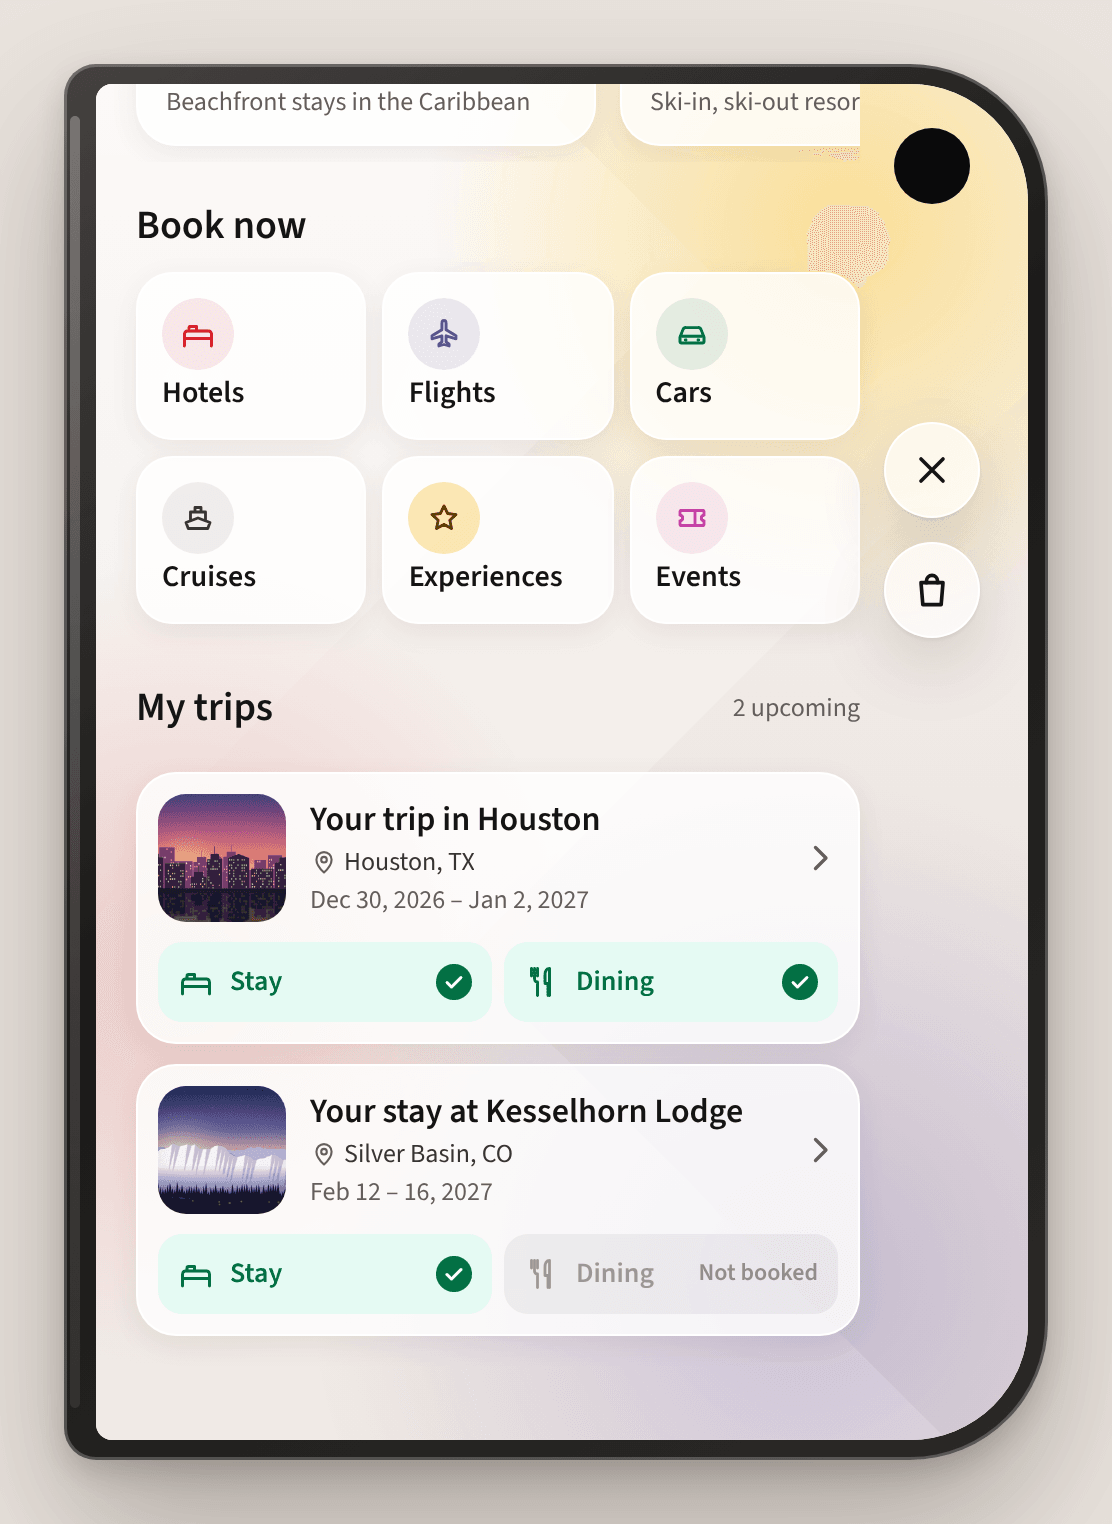 Beachfront stays in the Caribbean
Ski-in, ski-out resor
Book now
Hotels
Flights
Cars
Cruises
Experiences
Events
My trips
2 upcoming
Your trip in Houston
Houston, TX
Dec 30, 2026 – Jan 2, 2027
Stay
Dining
Your stay at Kesselhorn Lodge
Silver Basin, CO
Feb 12 – 16, 2027
Stay
Dining
Not booked